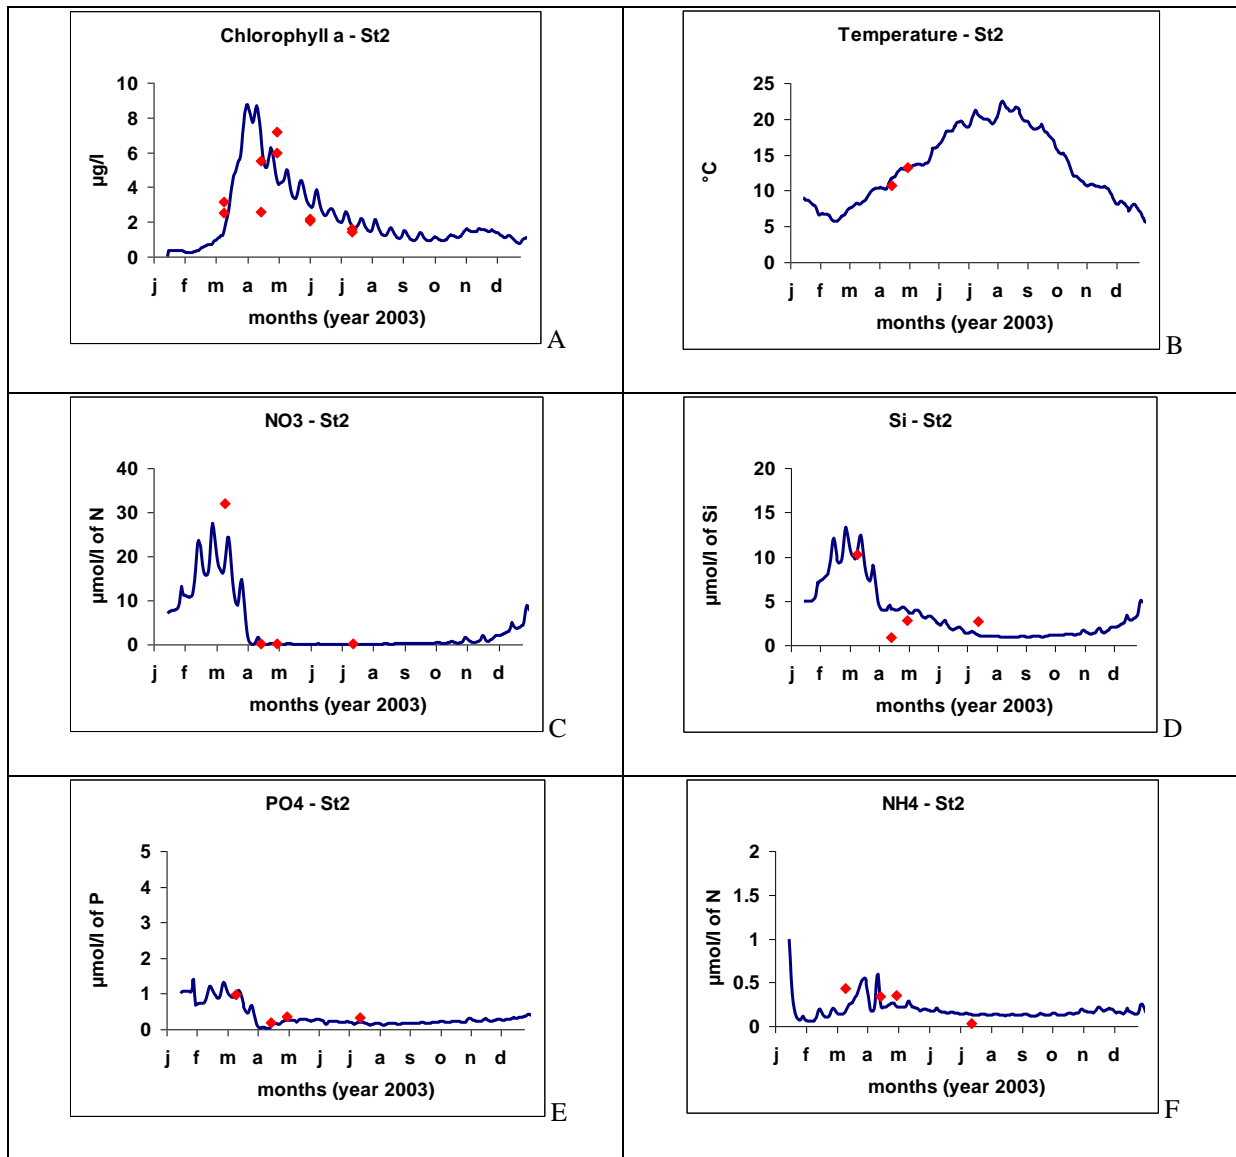 Chlorophyll a - St2
10
8
6
4
2
0
µg/l
j f m a m j j a s o n d
months (year 2003)
A
Temperature - St2
25
20
15
10
5
0
°C
j f m a m j j a s o n d
months (year 2003)
B
NO3 - St2
40
30
20
10
0
µmol/l of N
j f m a m j j a s o n d
months (year 2003)
C
Si - St2
20
15
10
5
0
µmol/l of Si
j f m a m j j a s o n d
months (year 2003)
D
PO4 - St2
5
4
3
2
1
0
µmol/l of P
j f m a m j j a s o n d
months (year 2003)
E
NH4 - St2
2
1.5
1
0.5
0
µmol/l of N
j f m a m j j a s o n d
months (year 2003)
F